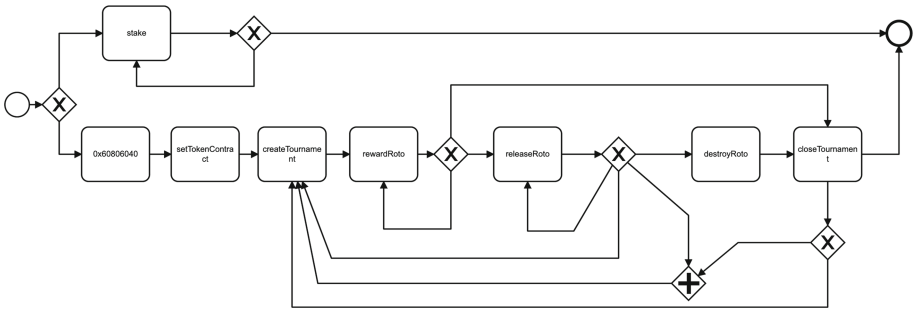 stake
0x60806040
setTokenContra
ct
createTourname
nt
rewardRoto
releaseRoto
destroyRoto
closeTournamen
t